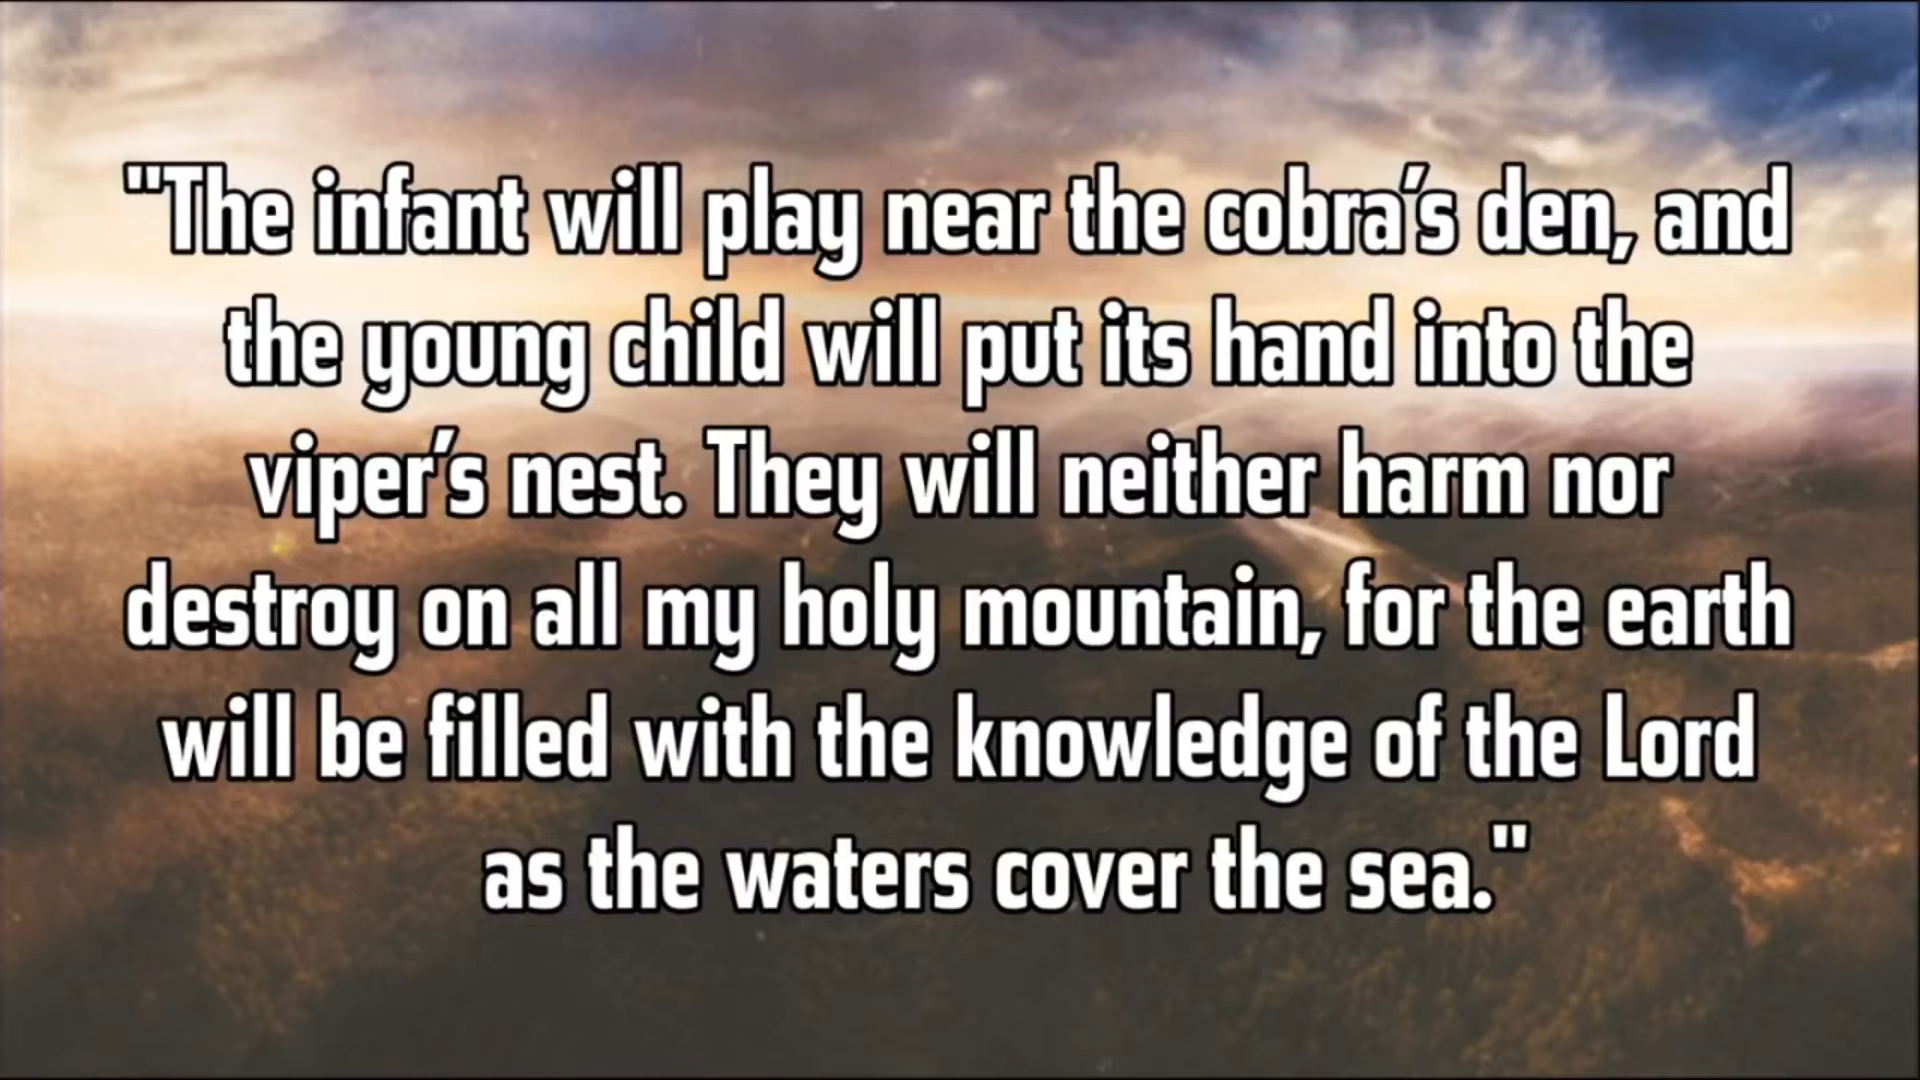 "The infant will play near the cobra’s den, and
the young child will put its hand into the
viper’s nest. They will neither harm nor
destroy on all my holy mountain, for the earth
will be filled with the knowledge of the Lord
as the waters cover the sea."